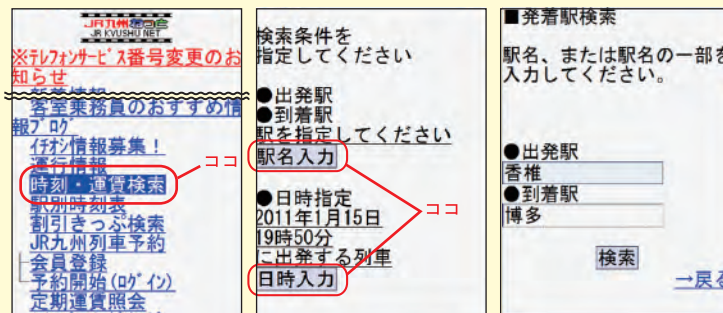 JR九州
JR KYUSHU NET
※テレフォンサービス番号変更のお
知らせ
客室乗務員のおすすめ情
報ブログ
イチオシ情報募集!
運行情報
時刻・運賃検索
ココ
駅別時刻表
割引きっぷ検索
JR九州列車予約
会員登録
予約開始(ログイン)
定期運賃照会
検索条件を
指定してください
●出発駅
●到着駅
駅を指定してください
駅名入力
●日時指定
2011年1月15日
19時50分
に出発する列車
日時入力
ココ
■発着駅検索
駅名、または駅名の一部を
入力してください。
●出発駅
香椎
●到着駅
博多
検索
→戻る